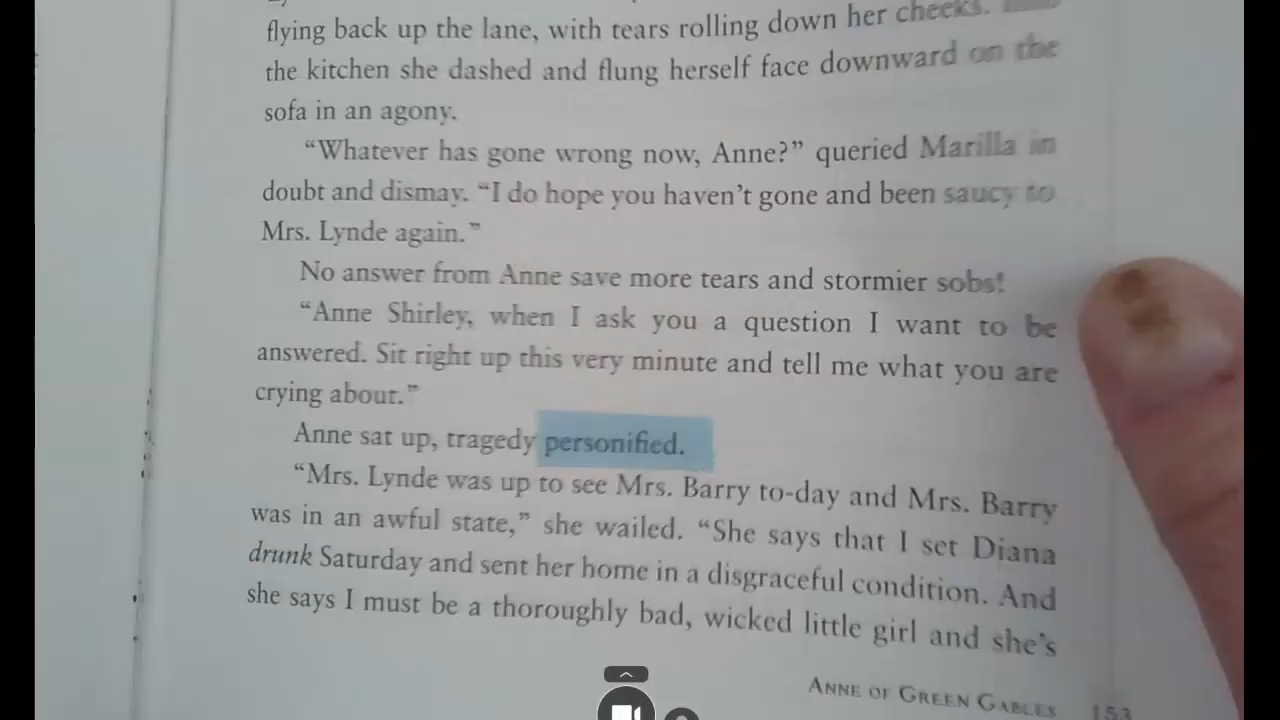 flying back up the lane, with tears rolling down her cheeks.
the kitchen she dashed and flung herself face downward on the
sofa in an agony.
“Whatever has gone wrong now, Anne?” queried Marilla in
doubt and dismay. “I do hope you haven’t gone and been saucy to
Mrs. Lynde again.”
No answer from Anne save more tears and stormier sobs!
“Anne Shirley, when I ask you a question I want to be
answered. Sit right up this very minute and tell me what you are
crying about.”
Anne sat up, tragedy personified.
“Mrs. Lynde was up to see Mrs. Barry to-day and Mrs. Barry
was in an awful state,” she wailed. “She says that I set Diana
drunk Saturday and sent her home in a disgraceful condition. And
she says I must be a thoroughly bad, wicked little girl and she’s
ANNE OF GREEN GABLES 153